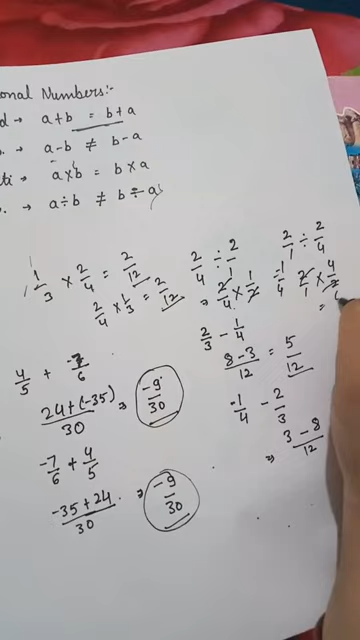 onal Numbers:-
d → a+b = b+a
. → a-b ≠ b-a
ti → a×b = b×a
. → a÷b ≠ b÷a
1/3 × 2/4 = 2/12
2/4 × 1/3 = 2/12
2/4 ÷ 2/1
⇒ 2/4 × 1/2 = 1/4
2/1 ÷ 2/4
2/1 × 4/2
=
4/5 + -7/6
24+(-35)/30 ⇒ -9/30
-7/6 + 4/5
-35+24/30 ⇒ -9/30
2/3 - 1/4
8-3/12 = 5/12
-1/4 - 2/3
⇒ 3-8/12